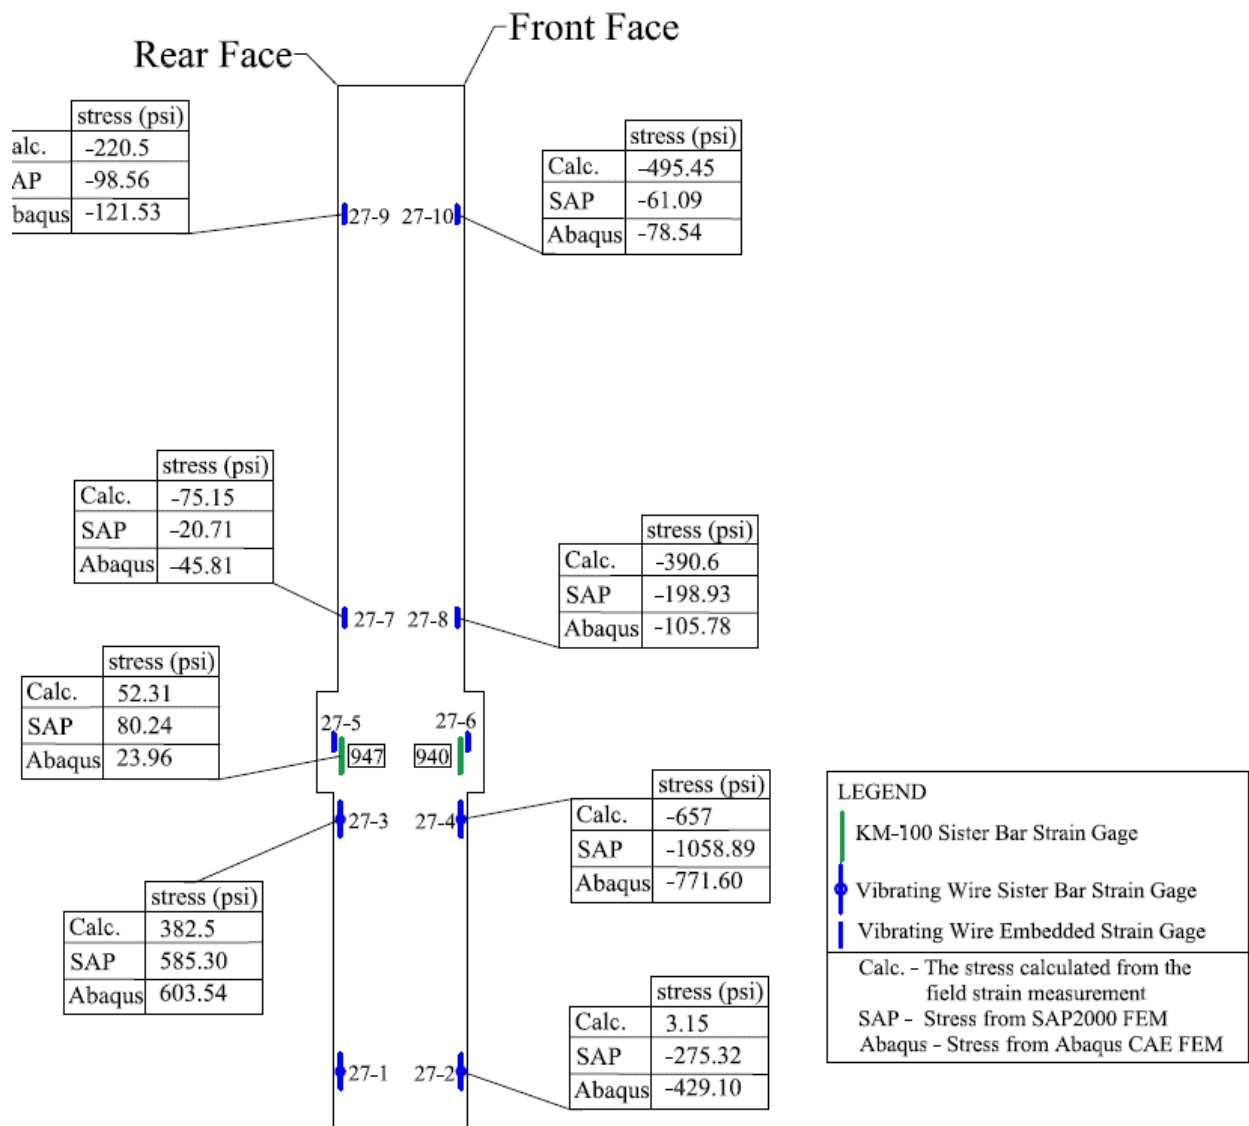 Rear Face
Front Face
stress (psi)
alc. -220.5
AP -98.56
baqus -121.53
stress (psi)
Calc. -495.45
SAP -61.09
Abaqus -78.54
27-9 27-10
stress (psi)
Calc. -75.15
SAP -20.71
Abaqus -45.81
stress (psi)
Calc. -390.6
SAP -198.93
Abaqus -105.78
27-7 27-8
stress (psi)
Calc. 52.31
SAP 80.24
Abaqus 23.96
27-5 27-6
947 940
27-3 27-4
stress (psi)
Calc. -657
SAP -1058.89
Abaqus -771.60
stress (psi)
Calc. 382.5
SAP 585.30
Abaqus 603.54
stress (psi)
Calc. 3.15
SAP -275.32
Abaqus -429.10
27-1 27-2
LEGEND
KM-100 Sister Bar Strain Gage
Vibrating Wire Sister Bar Strain Gage
Vibrating Wire Embedded Strain Gage
Calc. - The stress calculated from the
field strain measurement
SAP - Stress from SAP2000 FEM
Abaqus - Stress from Abaqus CAE FEM